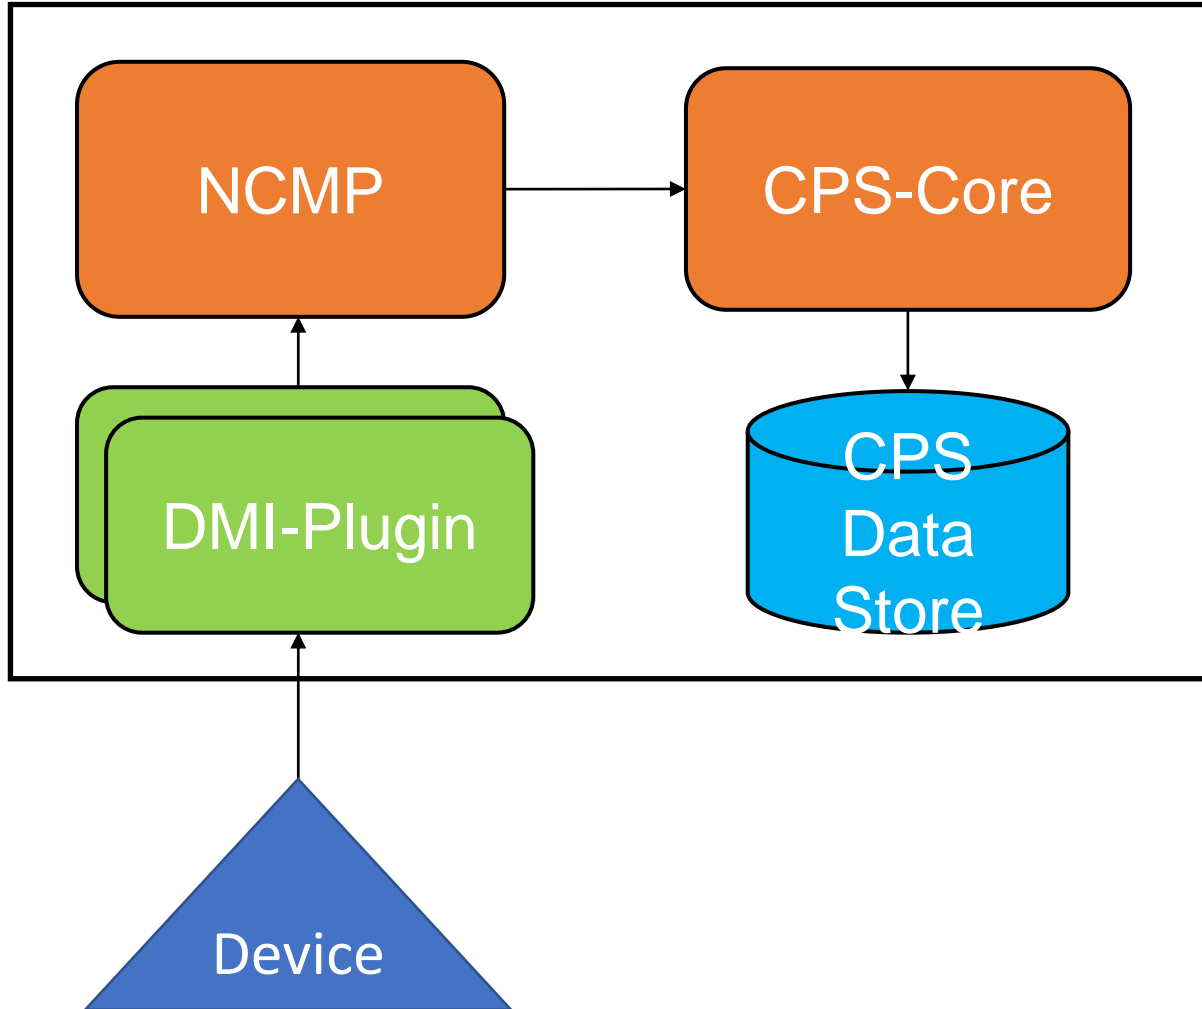 NCMP
CPS-Core
DMI-Plugin
CPS
Data
Store
Device